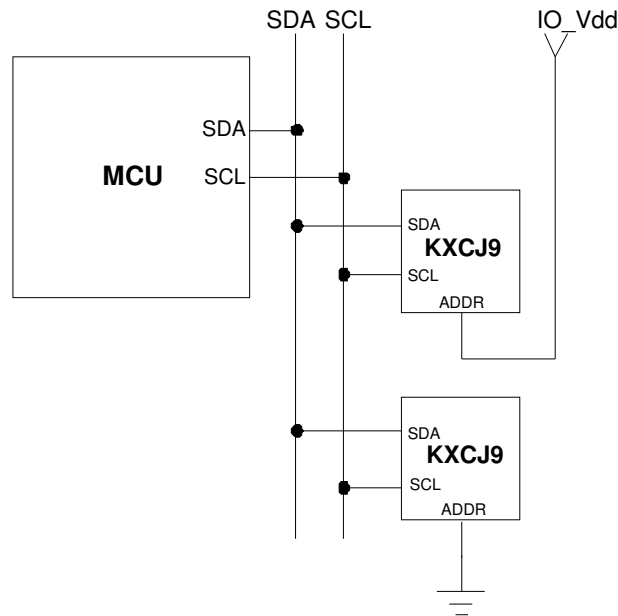 SDA SCL
IO_Vdd
SDA
MCU
SCL
SDA
KXCJ9
SCL
ADDR
SDA
KXCJ9
SCL
ADDR